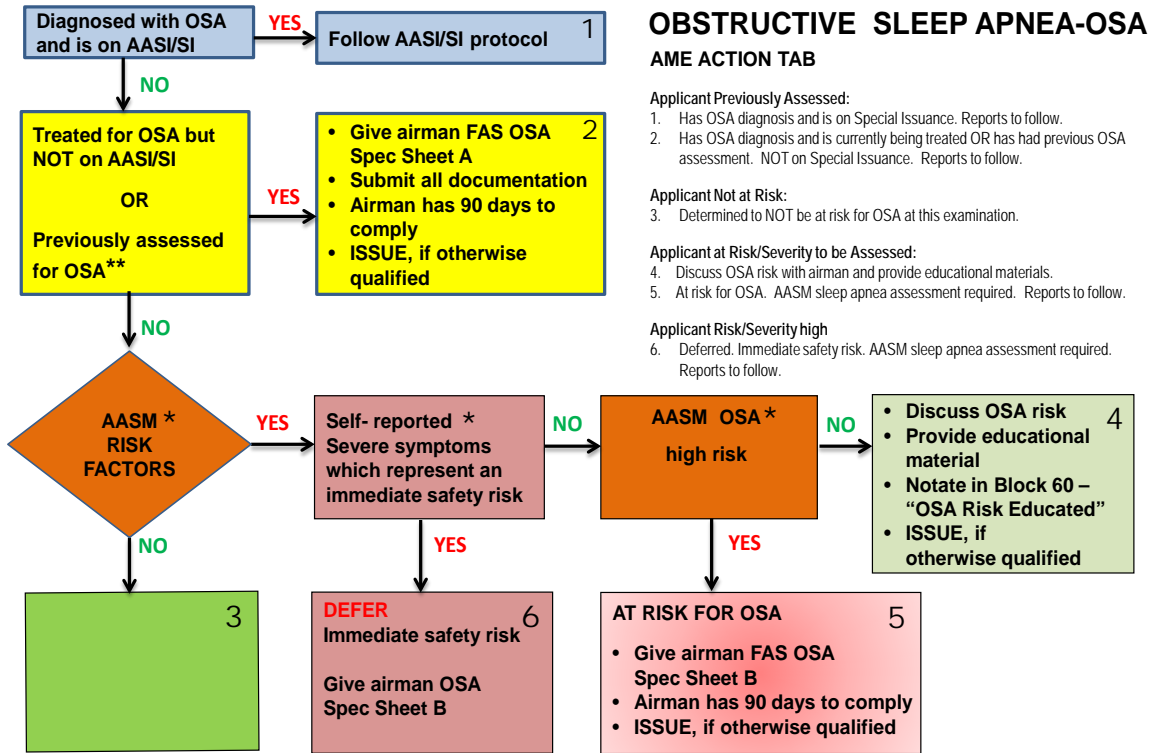 OBSTRUCTIVE SLEEP APNEA-OSA
AME ACTION TAB
Applicant Previously Assessed:
1. Has OSA diagnosis and is on Special Issuance. Reports to follow.
2. Has OSA diagnosis and is currently being treated OR has had previous OSA
assessment. NOT on Special Issuance. Reports to follow.
Applicant Not at Risk:
3. Determined to NOT be at risk for OSA at this examination.
Applicant at Risk/Severity to be Assessed:
4. Discuss OSA risk with airman and provide educational materials.
5. At risk for OSA. AASM sleep apnea assessment required. Reports to follow.
Applicant Risk/Severity high
6. Deferred. Immediate safety risk. AASM sleep apnea assessment required.
Reports to follow.
Diagnosed with OSA
and is on AASI/SI
YES
Follow AASI/SI protocol
1
NO
Treated for OSA but
NOT on AASI/SI
OR
Previously assessed
for OSA**
YES
2
• Give airman FAS OSA
Spec Sheet A
• Submit all documentation
• Airman has 90 days to
comply
• ISSUE, if otherwise
qualified
NO
AASM *
RISK
FACTORS
YES
Self- reported *
Severe symptoms
which represent an
immediate safety risk
NO
AASM OSA*
high risk
NO
4
• Discuss OSA risk
• Provide educational
material
• Notate in Block 60 –
“OSA Risk Educated”
• ISSUE, if
otherwise qualified
NO
3
YES
DEFER
6
Immediate safety risk
Give airman OSA
Spec Sheet B
YES
AT RISK FOR OSA
5
• Give airman FAS OSA
Spec Sheet B
• Airman has 90 days to comply
• ISSUE, if otherwise qualified